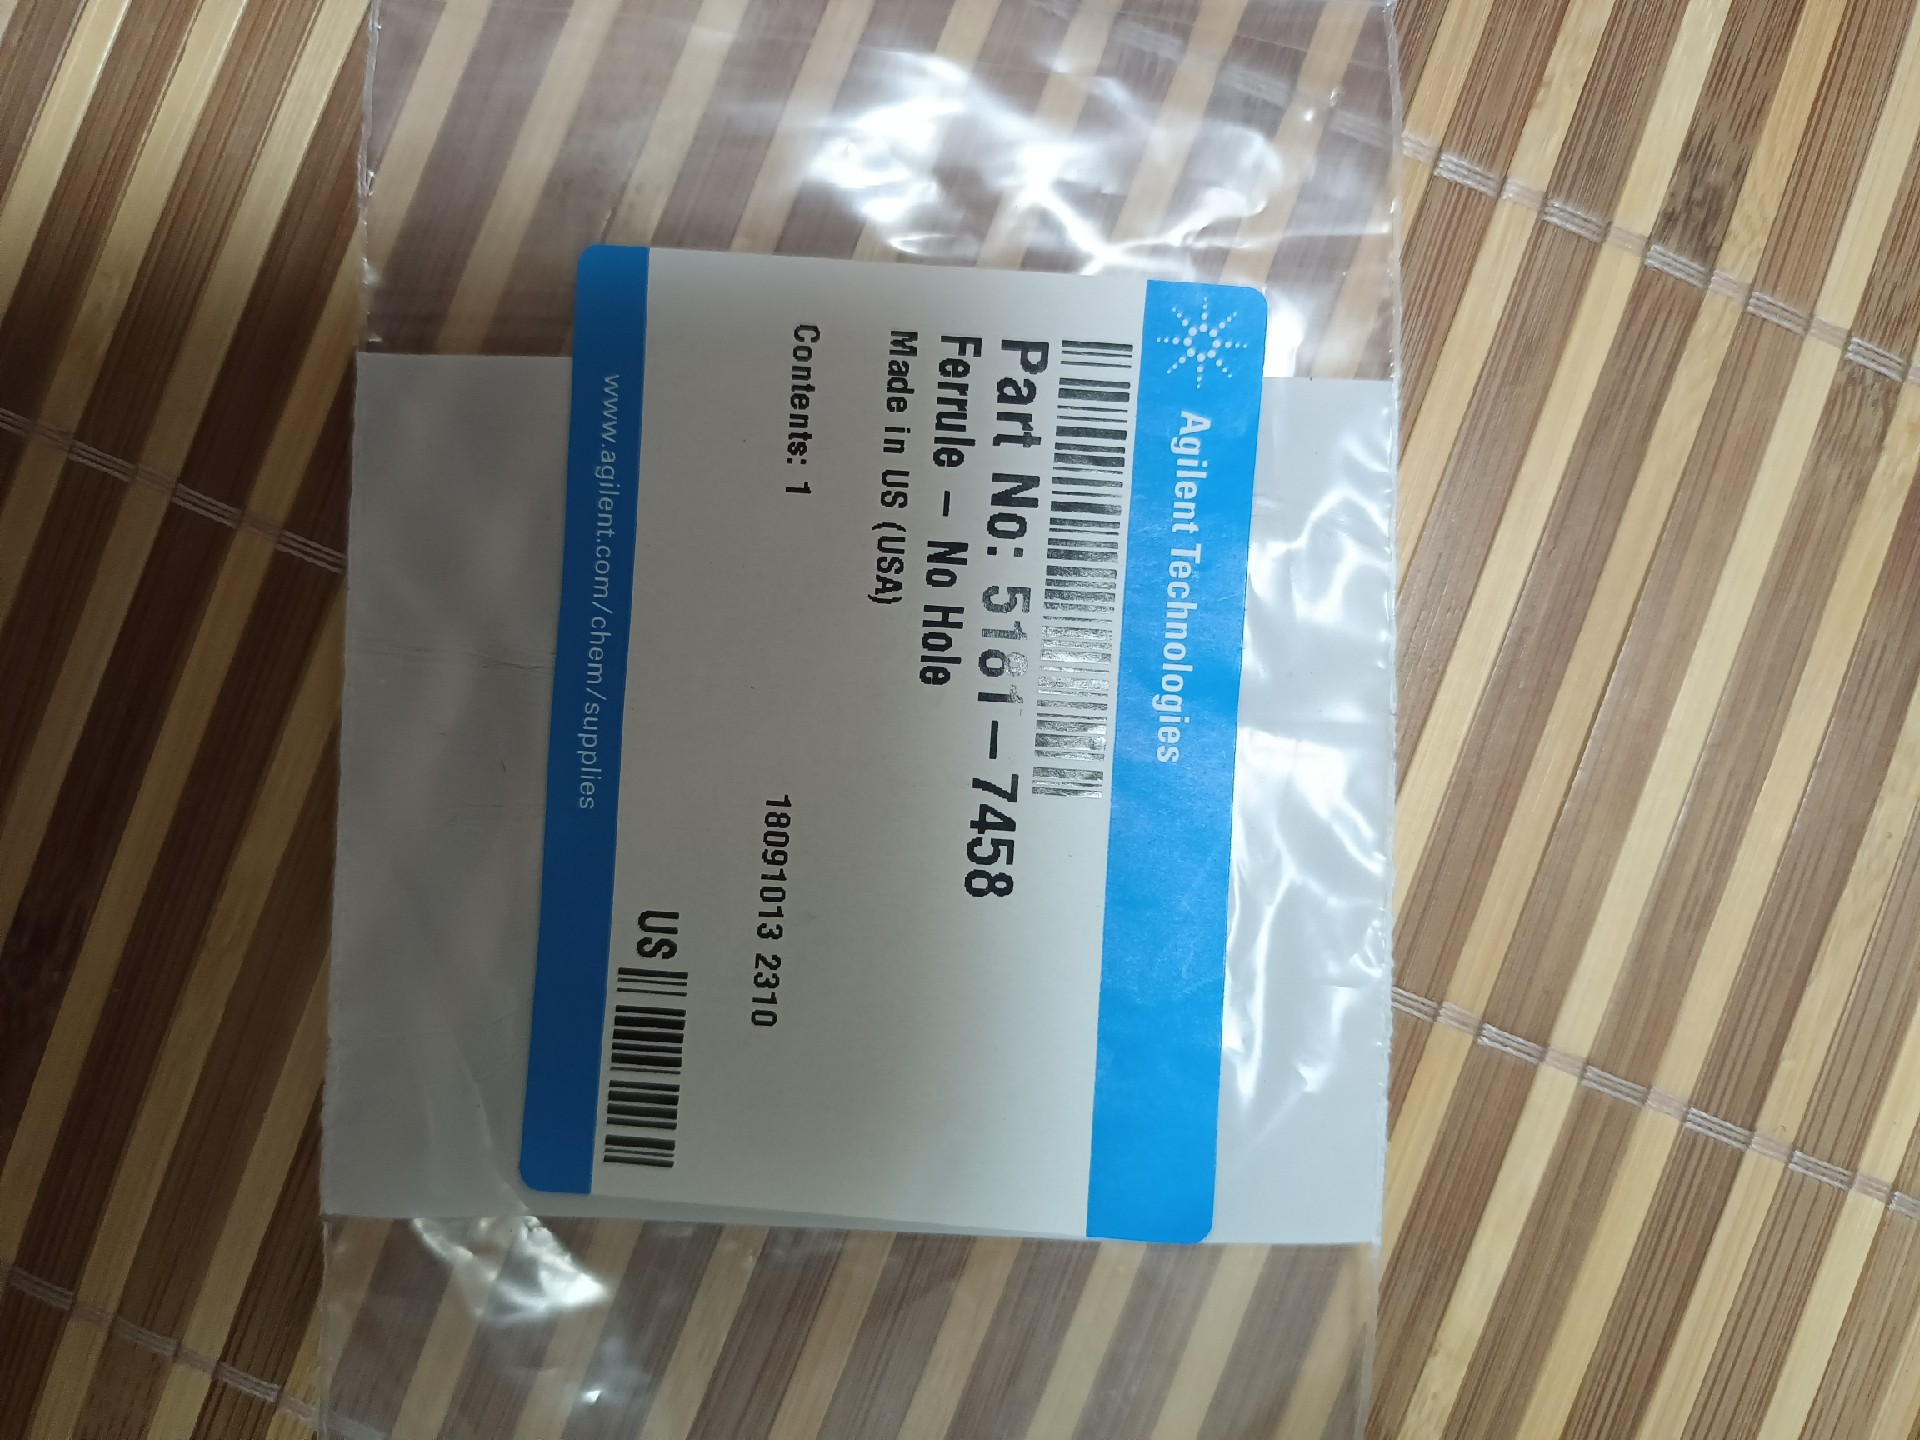 Agilent Technologies
Part No: 5181-7458
Ferrule - No Hole
Made in US (USA)
Contents: 1
18091013 2310
US
www.agilent.com/chem/supplies